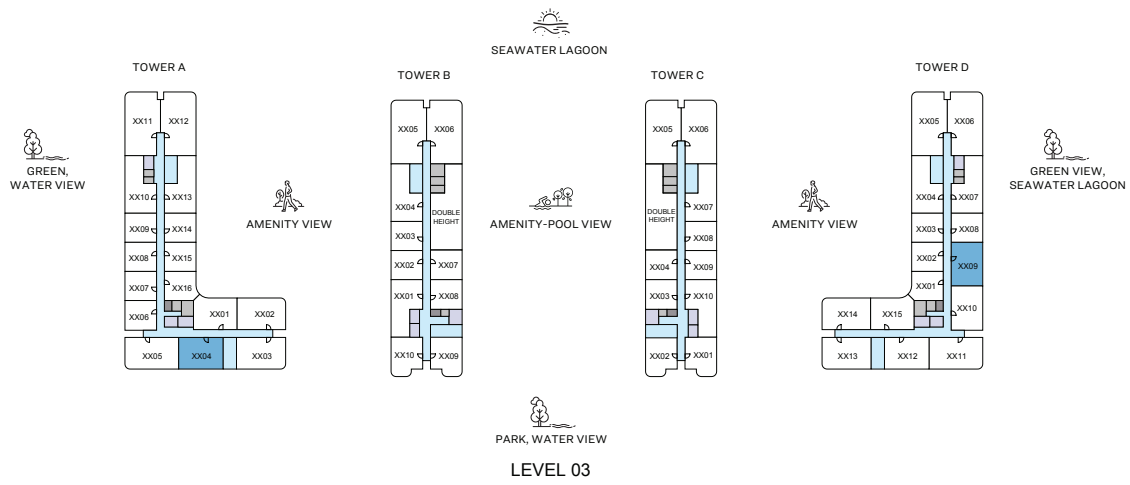 SEAWATER LAGOON
TOWER A
TOWER B
TOWER C
TOWER D
GREEN,
WATER VIEW
AMENITY VIEW
AMENITY-POOL VIEW
AMENITY VIEW
GREEN VIEW,
SEAWATER LAGOON
XX11 XX12
XX10 XX13
XX09 XX14
XX08 XX15
XX07 XX16
XX06 XX01 XX02
XX05 XX04 XX03
XX05 XX06
XX04 DOUBLE
HEIGHT
XX03
XX02 XX07
XX01 XX08
XX10 XX09
XX05 XX06
DOUBLE
HEIGHT
XX07
XX08
XX04 XX09
XX03 XX10
XX02 XX01
XX05 XX06
XX04 XX07
XX03 XX08
XX02 XX09
XX01
XX10
XX14 XX15
XX13 XX12 XX11
PARK, WATER VIEW
LEVEL 03